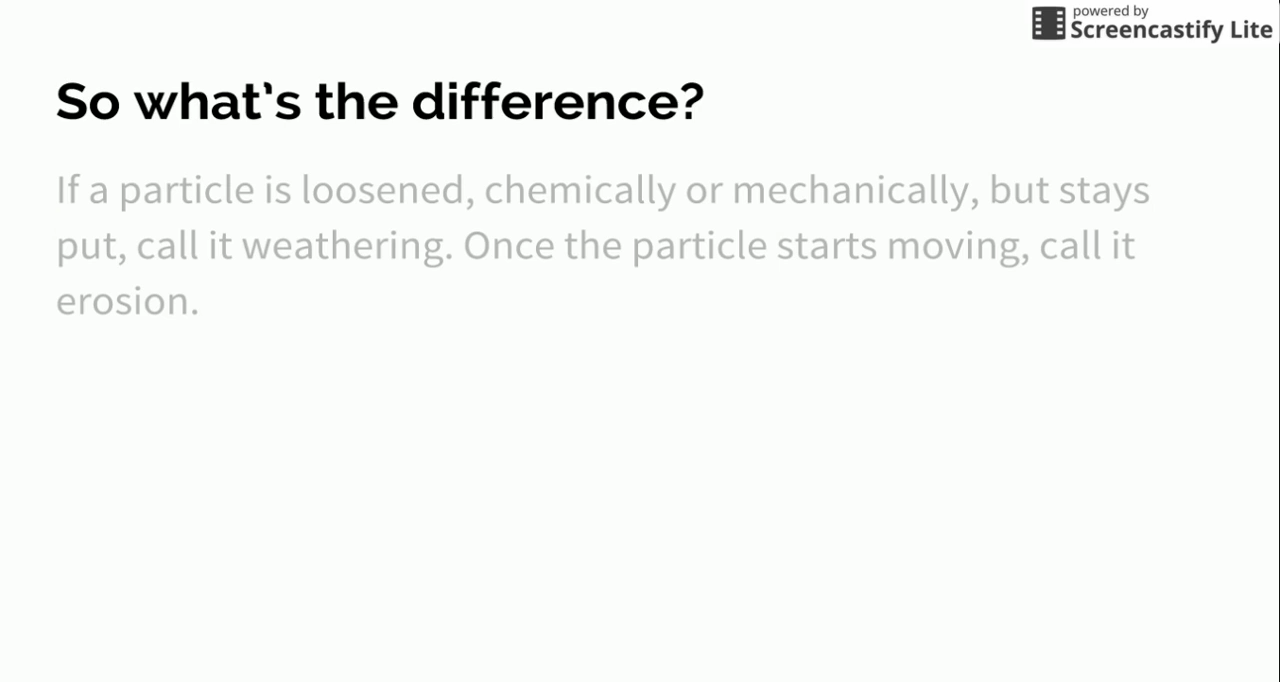 powered by
Screencastify Lite
So what’s the difference?
If a particle is loosened, chemically or mechanically, but stays
put, call it weathering. Once the particle starts moving, call it
erosion.